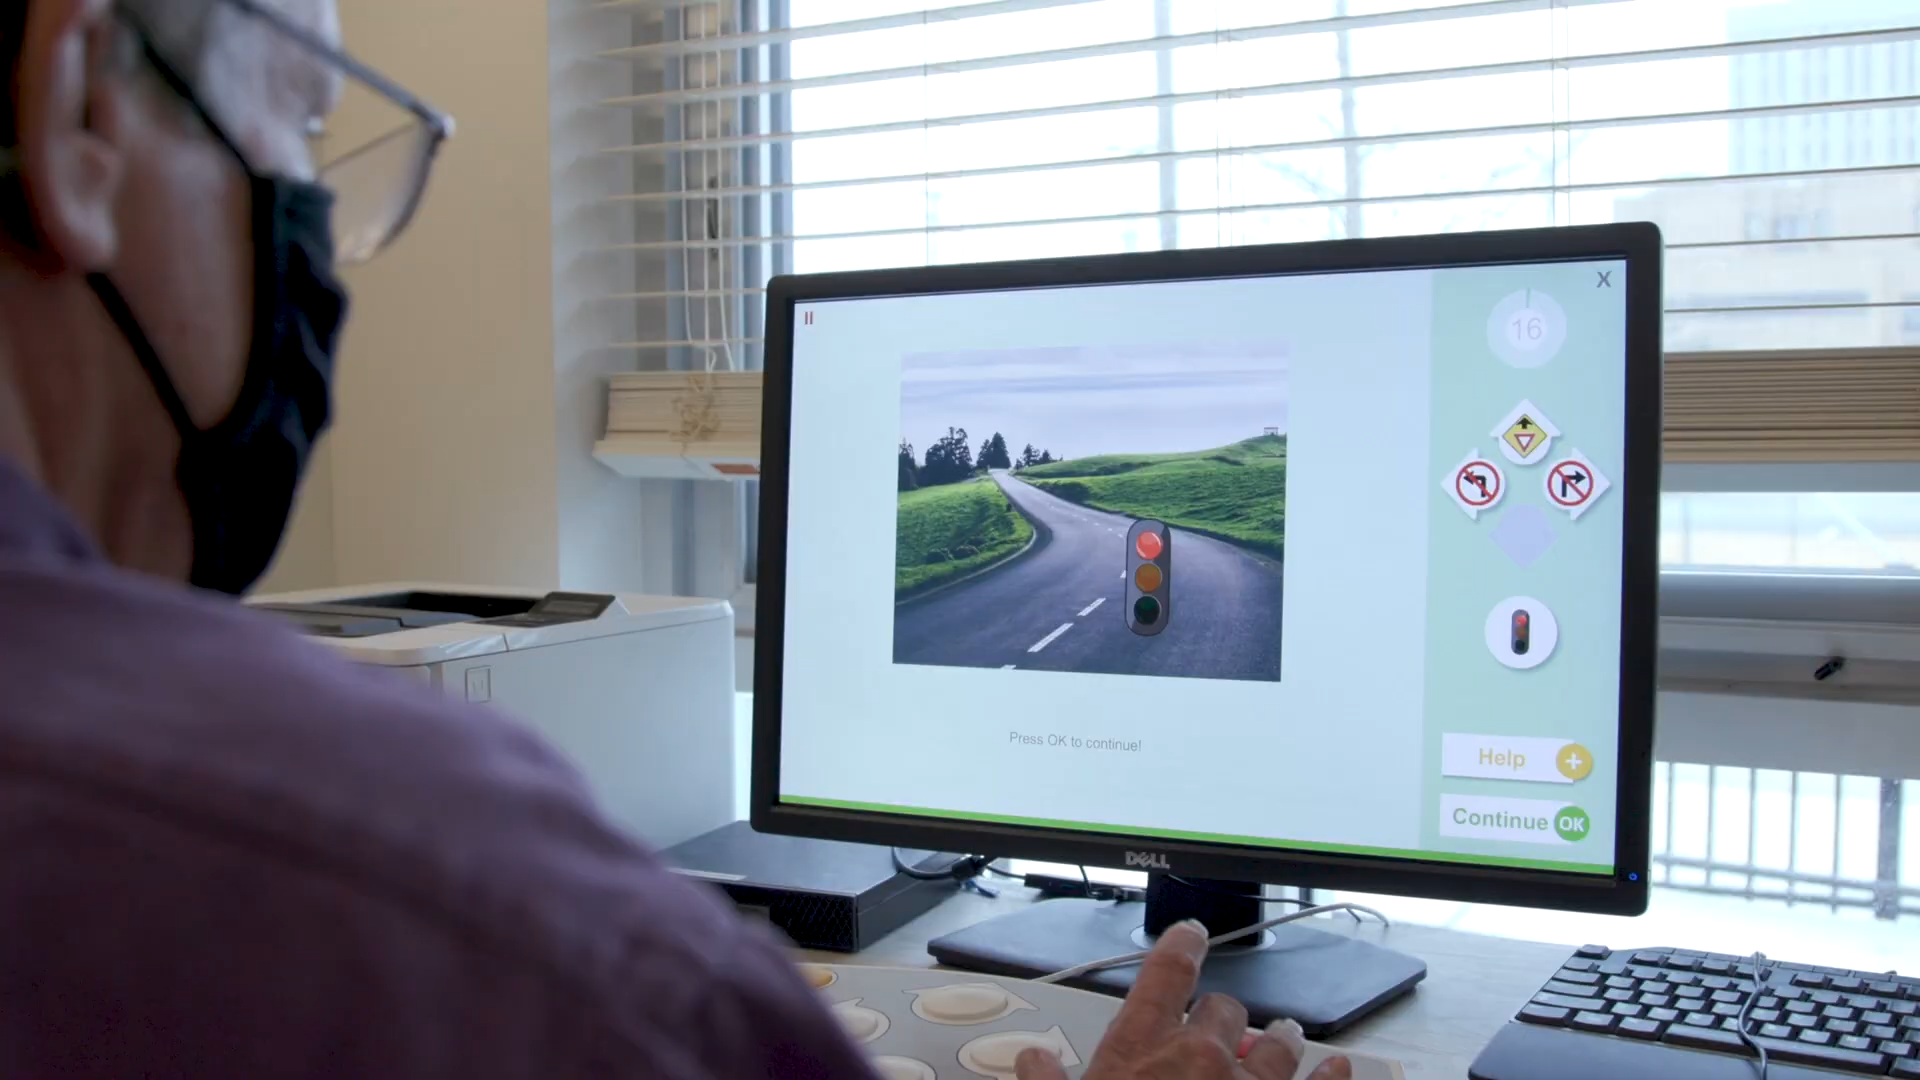 X
16
Press OK to continue!
Help +
Continue OK
DELL